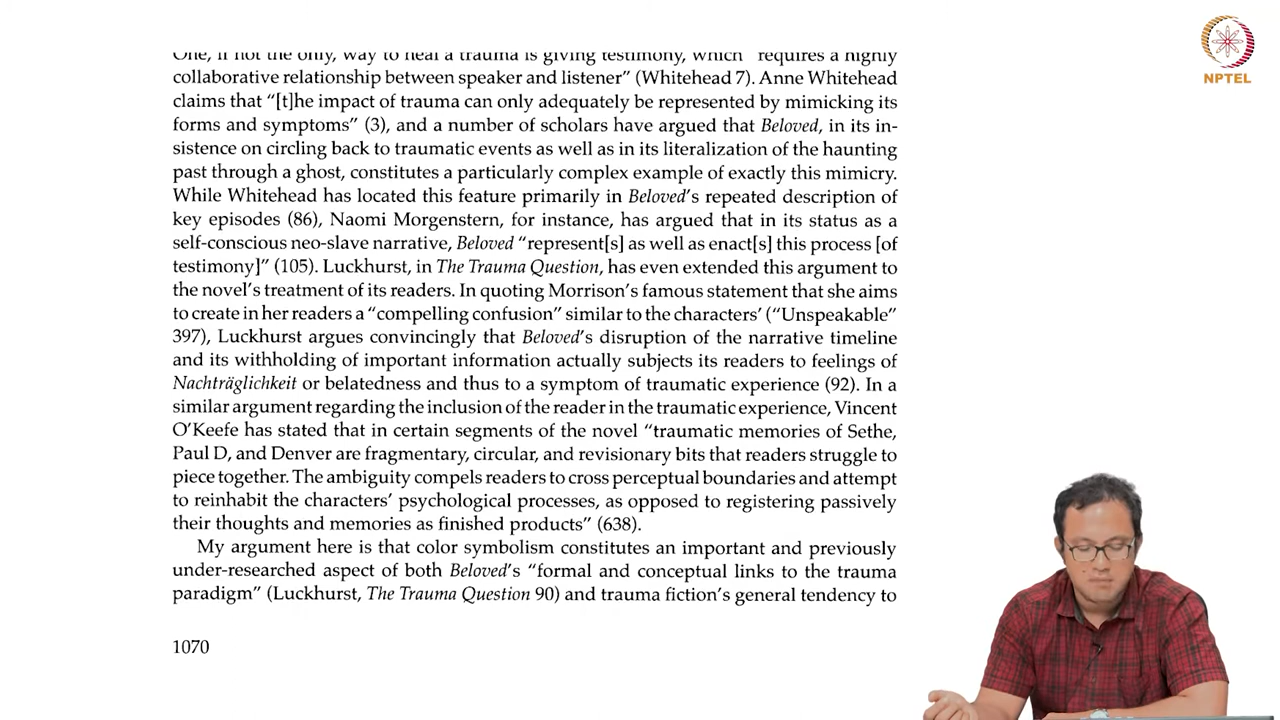 One, if not the only, way to heal a trauma is giving testimony, which "requires a highly
collaborative relationship between speaker and listener" (Whitehead 7). Anne Whitehead
claims that "[t]he impact of trauma can only adequately be represented by mimicking its
forms and symptoms" (3), and a number of scholars have argued that Beloved, in its in-
sistence on circling back to traumatic events as well as in its literalization of the haunting
past through a ghost, constitutes a particularly complex example of exactly this mimicry.
While Whitehead has located this feature primarily in Beloved's repeated description of
key episodes (86), Naomi Morgenstern, for instance, has argued that in its status as a
self-conscious neo-slave narrative, Beloved "represent[s] as well as enact[s] this process [of
testimony]" (105). Luckhurst, in The Trauma Question, has even extended this argument to
the novel's treatment of its readers. In quoting Morrison's famous statement that she aims
to create in her readers a "compelling confusion" similar to the characters' ("Unspeakable"
397), Luckhurst argues convincingly that Beloved's disruption of the narrative timeline
and its withholding of important information actually subjects its readers to feelings of
Nachträglichkeit or belatedness and thus to a symptom of traumatic experience (92). In a
similar argument regarding the inclusion of the reader in the traumatic experience, Vincent
O'Keefe has stated that in certain segments of the novel "traumatic memories of Sethe,
Paul D, and Denver are fragmentary, circular, and revisionary bits that readers struggle to
piece together. The ambiguity compels readers to cross perceptual boundaries and attempt
to reinhabit the characters' psychological processes, as opposed to registering passively
their thoughts and memories as finished products" (638).
My argument here is that color symbolism constitutes an important and previously
under-researched aspect of both Beloved's "formal and conceptual links to the trauma
paradigm" (Luckhurst, The Trauma Question 90) and trauma fiction's general tendency to
1070
NPTEL